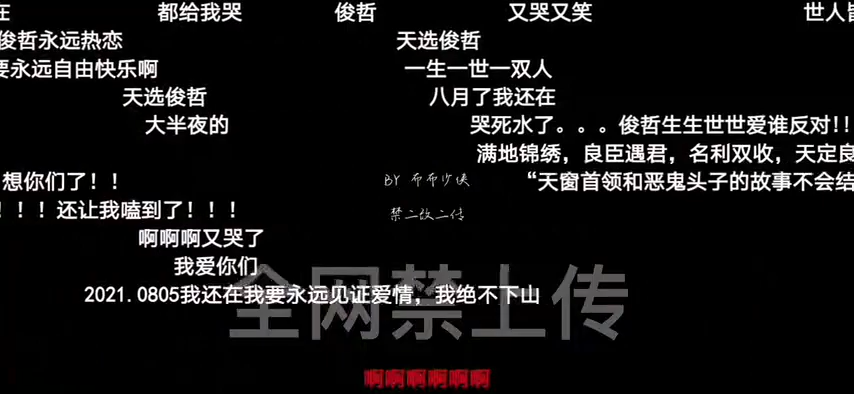 在 都给我哭 俊哲 又哭又笑 世人皆
俊哲永远热恋 天选俊哲
要永远自由快乐啊 一生一世一双人
天选俊哲 八月了我还在
大半夜的 哭死水了。。。俊哲生生世世爱谁反对!!
满地锦绣，良臣遇君，名利双收，天定良
想你们了！！ BY 布布少侠 “天窗首领和恶鬼头子的故事不会结
！！！还让我嗑到了！！！ 禁二改二传
啊啊啊又哭了
我爱你们
2021.0805我还在我要永远见证爱情，我绝不下山
全网禁上传
啊啊啊啊啊啊